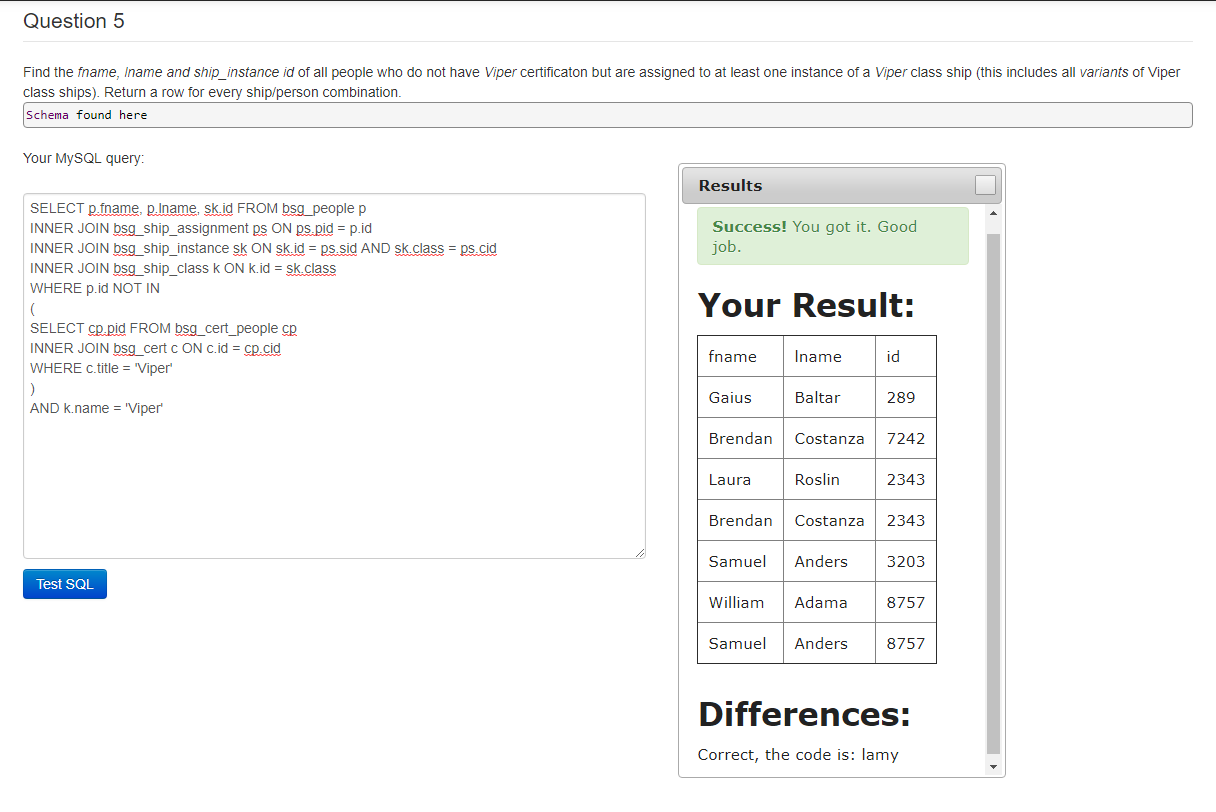 Question 5
Find the fname, lname and ship_instance id of all people who do not have Viper certificaton but are assigned to at least one instance of a Viper class ship (this includes all variants of Viper
class ships). Return a row for every ship/person combination.
Schema found here
Your MySQL query:
SELECT p.fname, p.lname, sk.id FROM bsg_people p
INNER JOIN bsg_ship_assignment ps ON ps.pid = p.id
INNER JOIN bsg_ship_instance sk ON sk.id = ps.sid AND sk.class = ps.cid
INNER JOIN bsg_ship_class k ON k.id = sk.class
WHERE p.id NOT IN
(
SELECT cp.pid FROM bsg_cert_people cp
INNER JOIN bsg_cert c ON c.id = cp.cid
WHERE c.title = 'Viper'
)
AND k.name = 'Viper'
Test SQL
Results
Success! You got it. Good
job.
Your Result:
fname lname id
Gaius Baltar 289
Brendan Costanza 7242
Laura Roslin 2343
Brendan Costanza 2343
Samuel Anders 3203
William Adama 8757
Samuel Anders 8757
Differences:
Correct, the code is: lamy